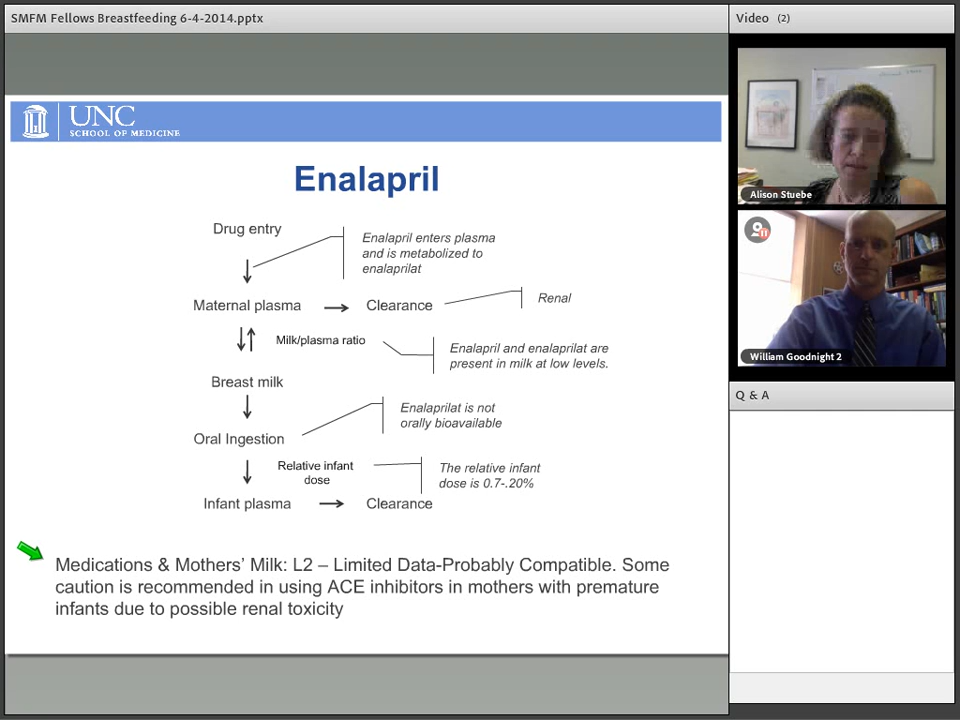 SMFM Fellows Breastfeeding 6-4-2014.pptx
Video (2)
UNC
SCHOOL OF MEDICINE
Enalapril
Drug entry
Enalapril enters plasma
and is metabolized to
enalaprilat
Maternal plasma
Clearance
Renal
Milk/plasma ratio
Enalapril and enalaprilat are
present in milk at low levels.
Breast milk
Enalaprilat is not
orally bioavailable
Oral Ingestion
Relative infant
dose
The relative infant
dose is 0.7-.20%
Infant plasma
Clearance
Medications & Mothers’ Milk: L2 – Limited Data-Probably Compatible. Some
caution is recommended in using ACE inhibitors in mothers with premature
infants due to possible renal toxicity
Alison Stuebe
William Goodnight 2
Q & A